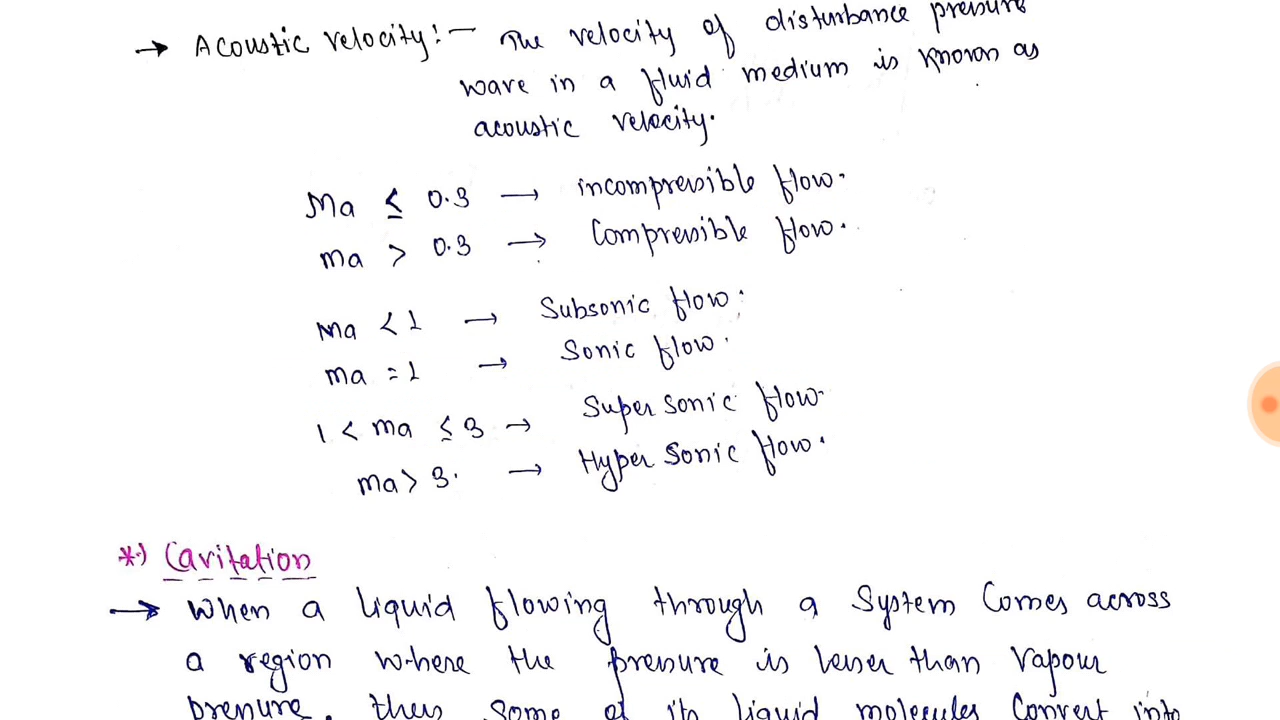 → Acoustic velocity:- The velocity of disturbance pressure
wave in a fluid medium is known as
acoustic velocity.
Ma ≤ 0.3 → incompressible flow.
ma > 0.3 → Compressible flow.
Ma < 1 → Subsonic flow.
ma = 1 → Sonic flow.
1 < ma ≤ 3 → Super sonic flow.
ma > 3. → Hyper sonic flow.
*) Cavitation
→ When a liquid flowing through a System Comes across
a region where the pressure is lesser than vapour
pressure, then some of its liquid molecules convert into